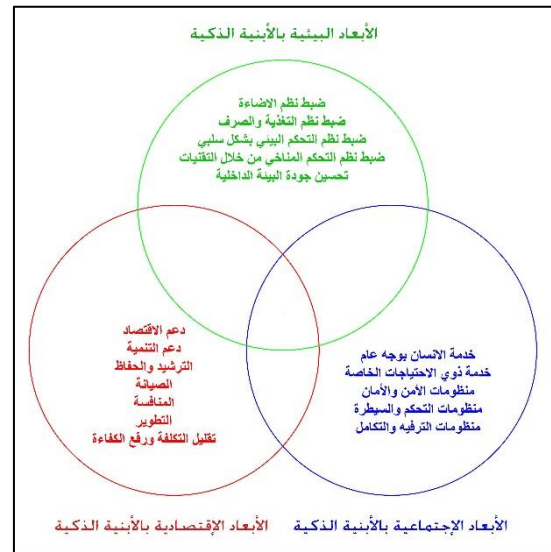 الأبعاد البيئية بالأبنية الذكية
ضبط نظم الاضاءة
ضبط نظم التغذية والصرف
ضبط نظم التحكم البيئي بشكل سلبي
ضبط نظم التحكم المناخي من خلال التقنيات
تحسين جودة البيئة الداخلية
خدمة الانسان بوجه عام
خدمة ذوي الاحتياجات الخاصة
منظومات الأمن والأمان
منظومات التحكم والسيطرة
منظومات الترفيه والتكامل
دعم الاقتصاد
دعم التنمية
الترشيد والحفاظ
الصيانة
المنافسة
التطوير
تقليل التكلفة ورفع الكفاءة
الأبعاد الإجتماعية بالأبنية الذكية
الأبعاد الإقتصادية بالأبنية الذكية